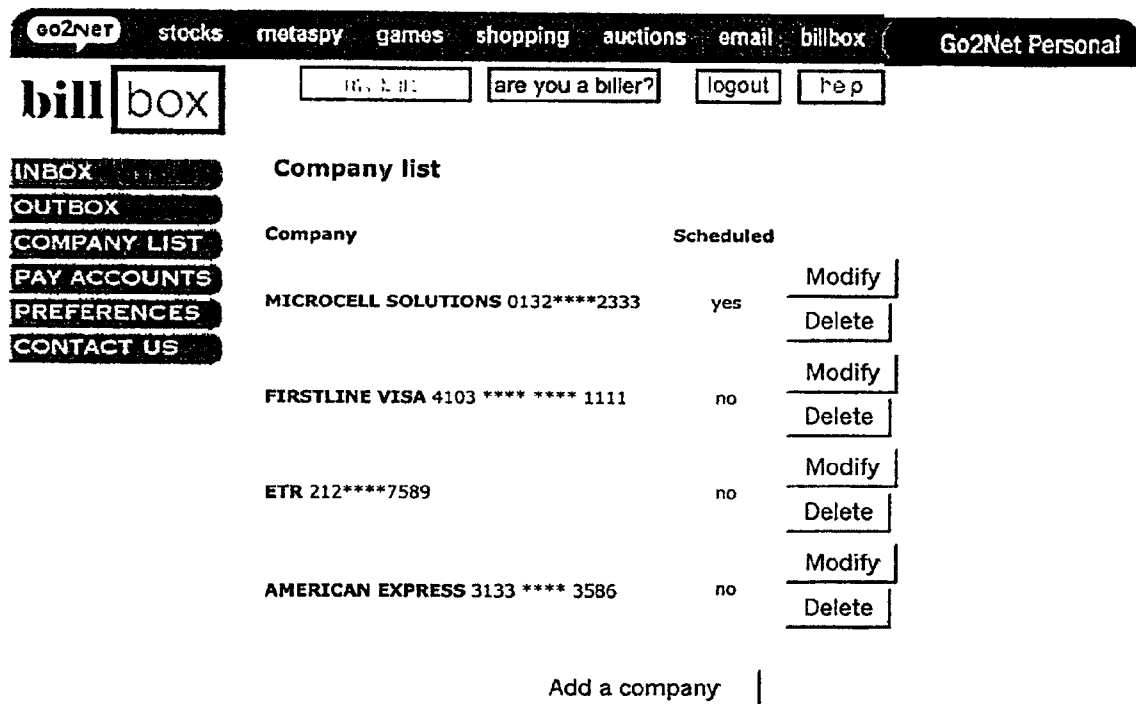 Go2Net stocks metaspy games shopping auctions email billbox Go2Net Personal
bill box are you a biller? logout help
INBOX
OUTBOX
COMPANY LIST
PAY ACCOUNTS
PREFERENCES
CONTACT US
Company list
Company Scheduled
MICROCELL SOLUTIONS 0132****2333 yes Modify
Delete
FIRSTLINE VISA 4103 **** **** 1111 no Modify
Delete
ETR 212****7589 no Modify
Delete
AMERICAN EXPRESS 3133 **** 3586 no Modify
Delete
Add a company